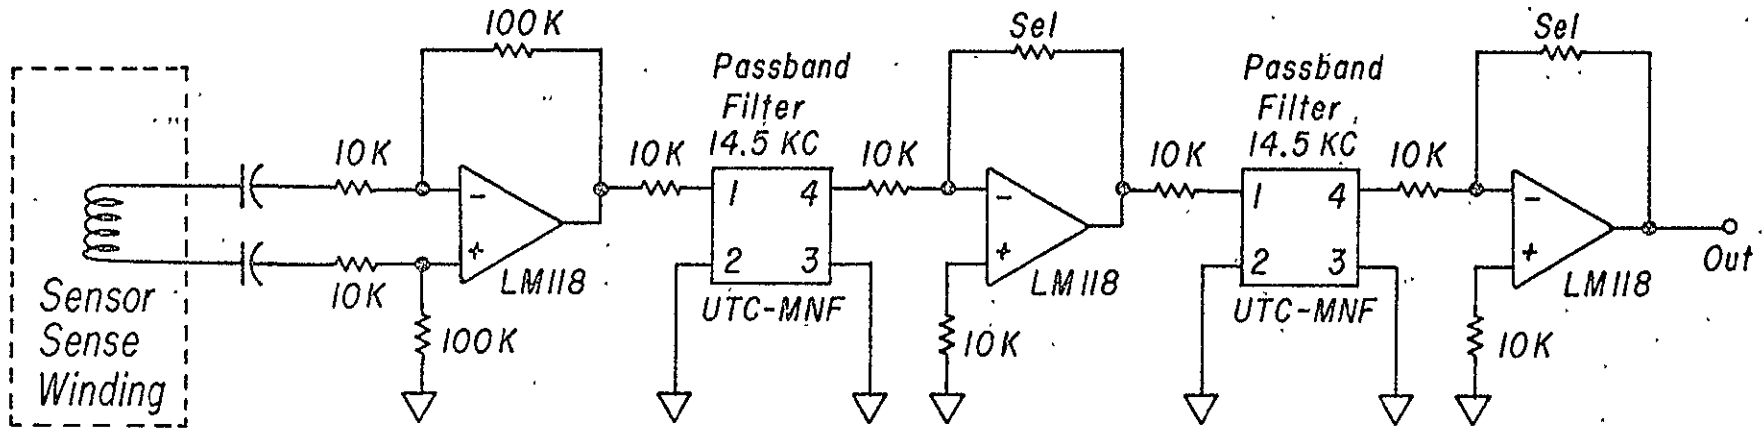 100K
Sel
Sel
Passband
Filter
14.5 KC
Passband
Filter
14.5 KC
10K
10K
10K
10K
10K
-
+
1
4
2
3
-
+
1
4
2
3
-
+
10K
LM118
UTC-MNF
LM118
UTC-MNF
LM118
Out
Sensor
Sense
Winding
100K
10K
10K